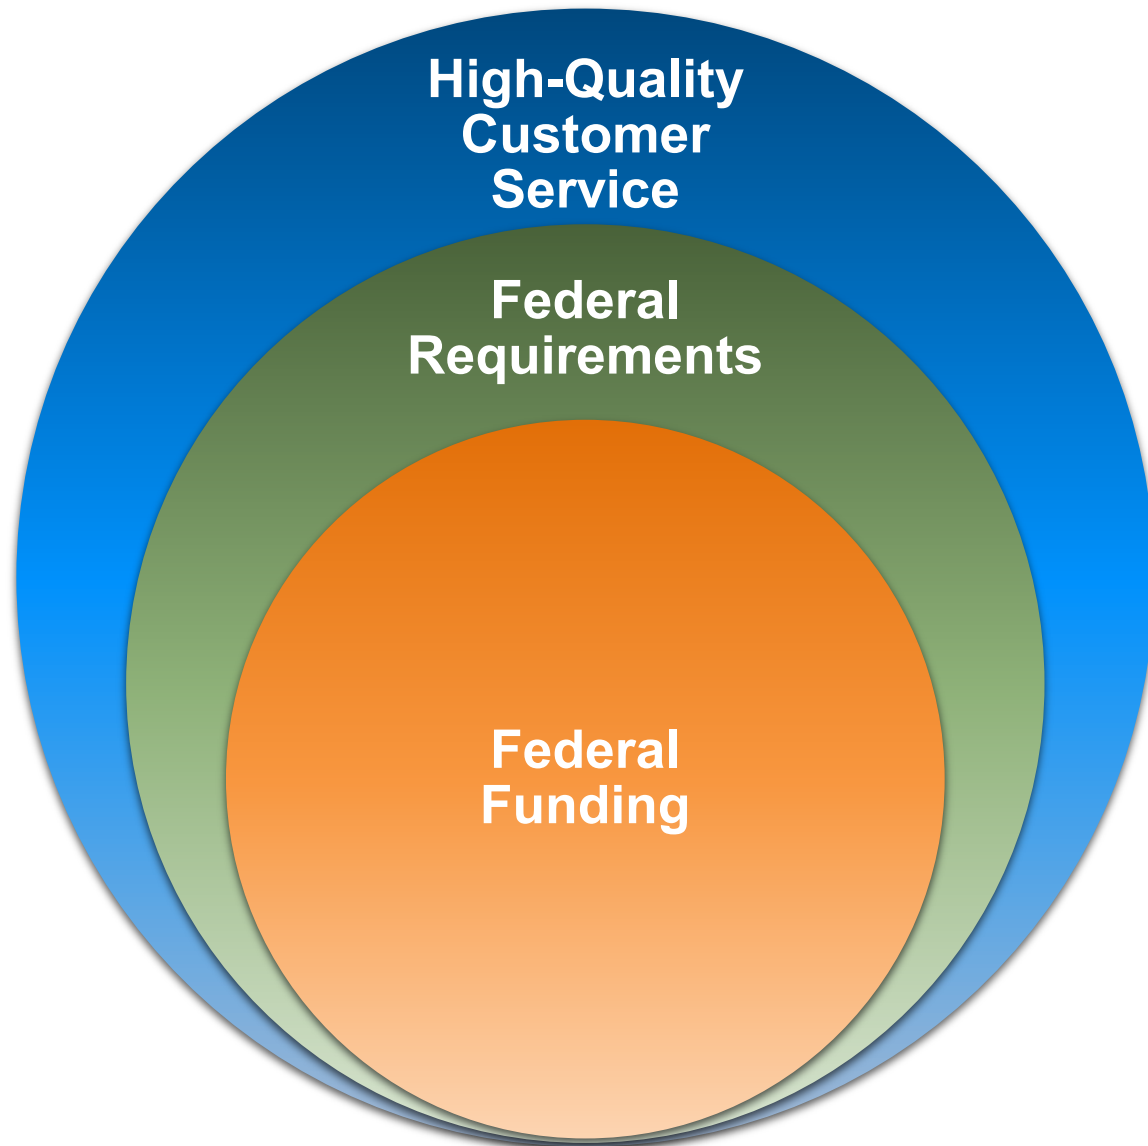 High-Quality
Customer
Service
Federal
Requirements
Federal
Funding